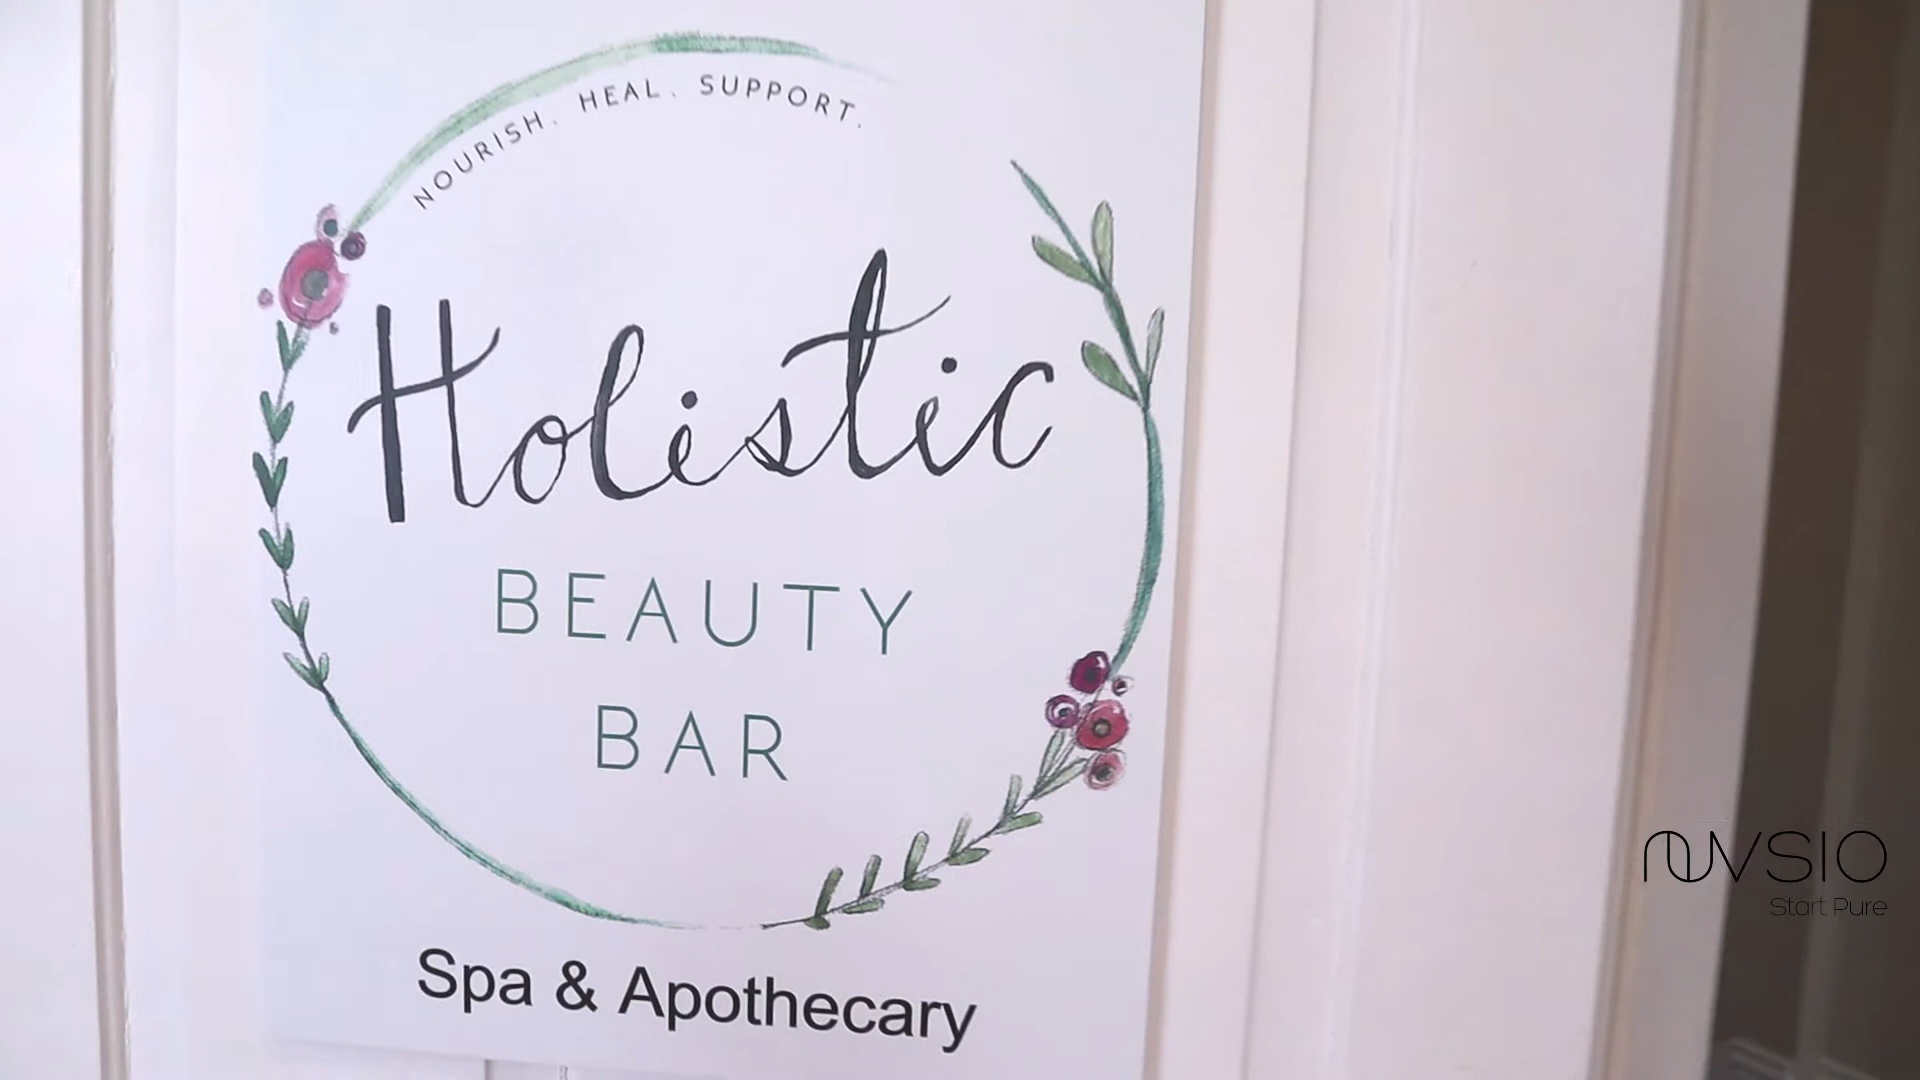 NOURISH. HEAL. SUPPORT.
Holistic
BEAUTY
BAR
Spa & Apothecary
NUVSIO
Start Pure